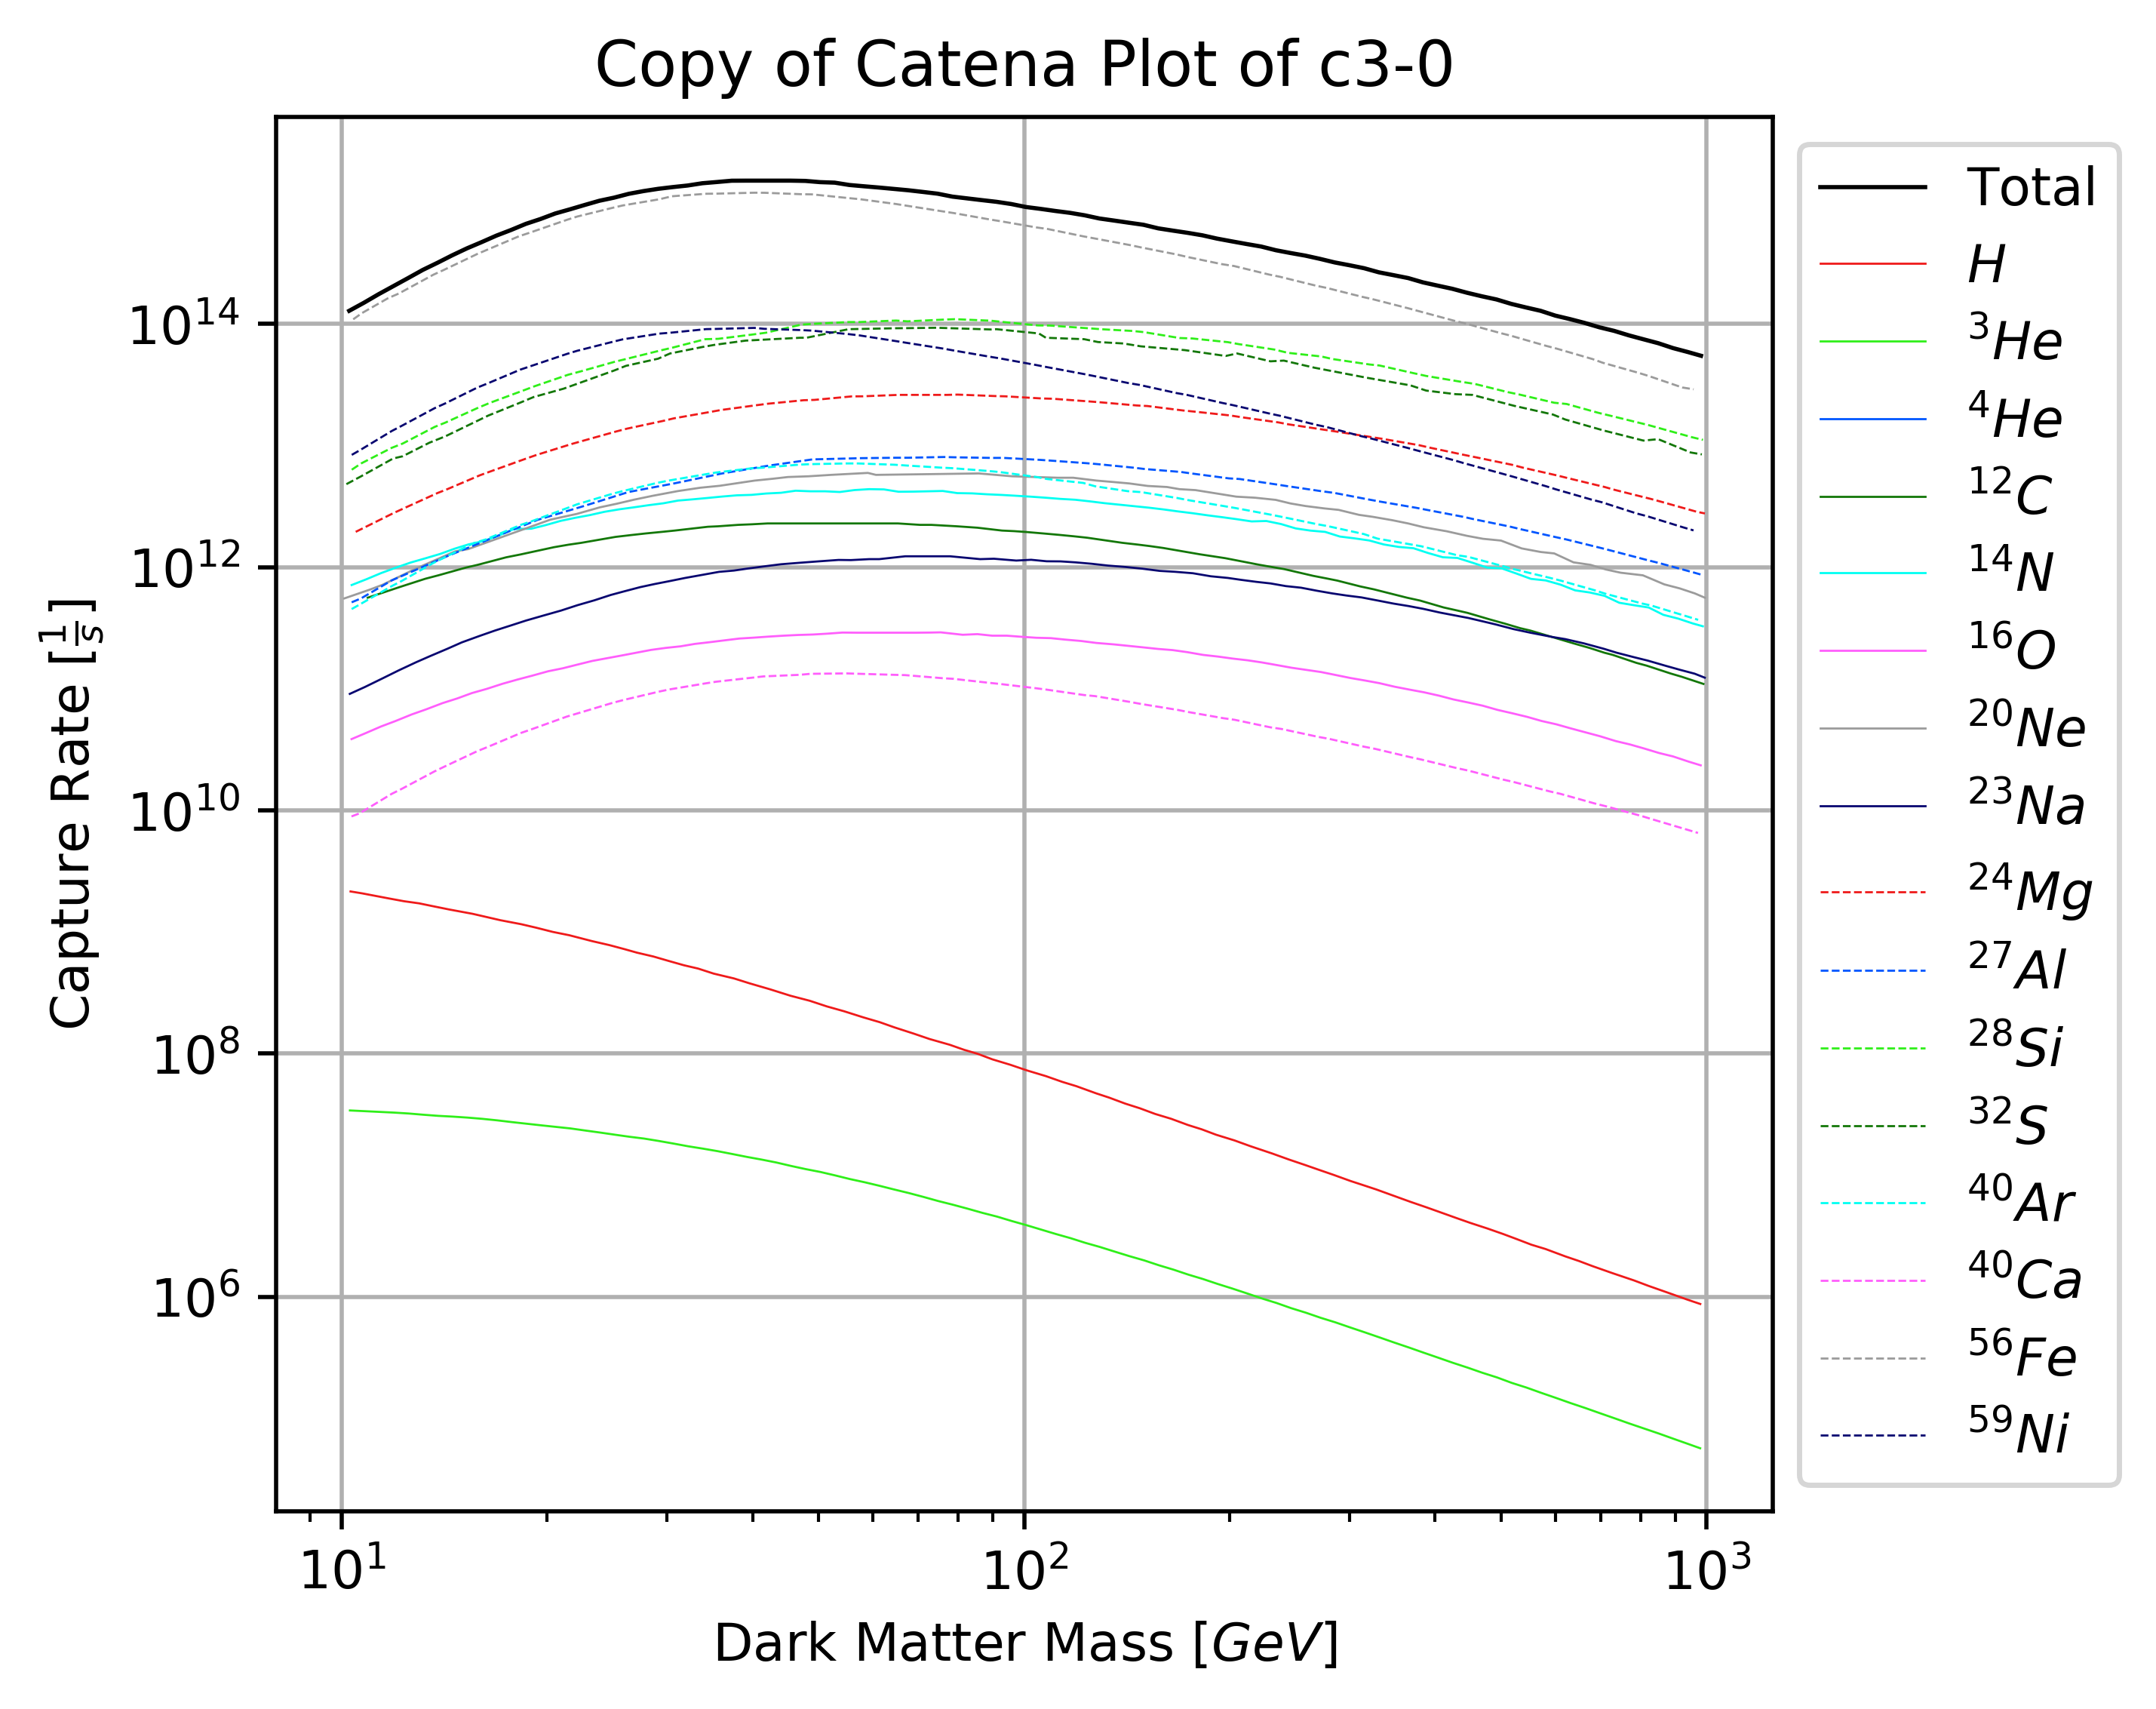 Copy of Catena Plot of c3-0
Capture Rate [1/s]
10^14
10^12
10^10
10^8
10^6
10^1
10^2
10^3
Dark Matter Mass [GeV]
Total
H
^3He
^4He
^12C
^14N
^16O
^20Ne
^23Na
^24Mg
^27Al
^28Si
^32S
^40Ar
^40Ca
^56Fe
^59Ni